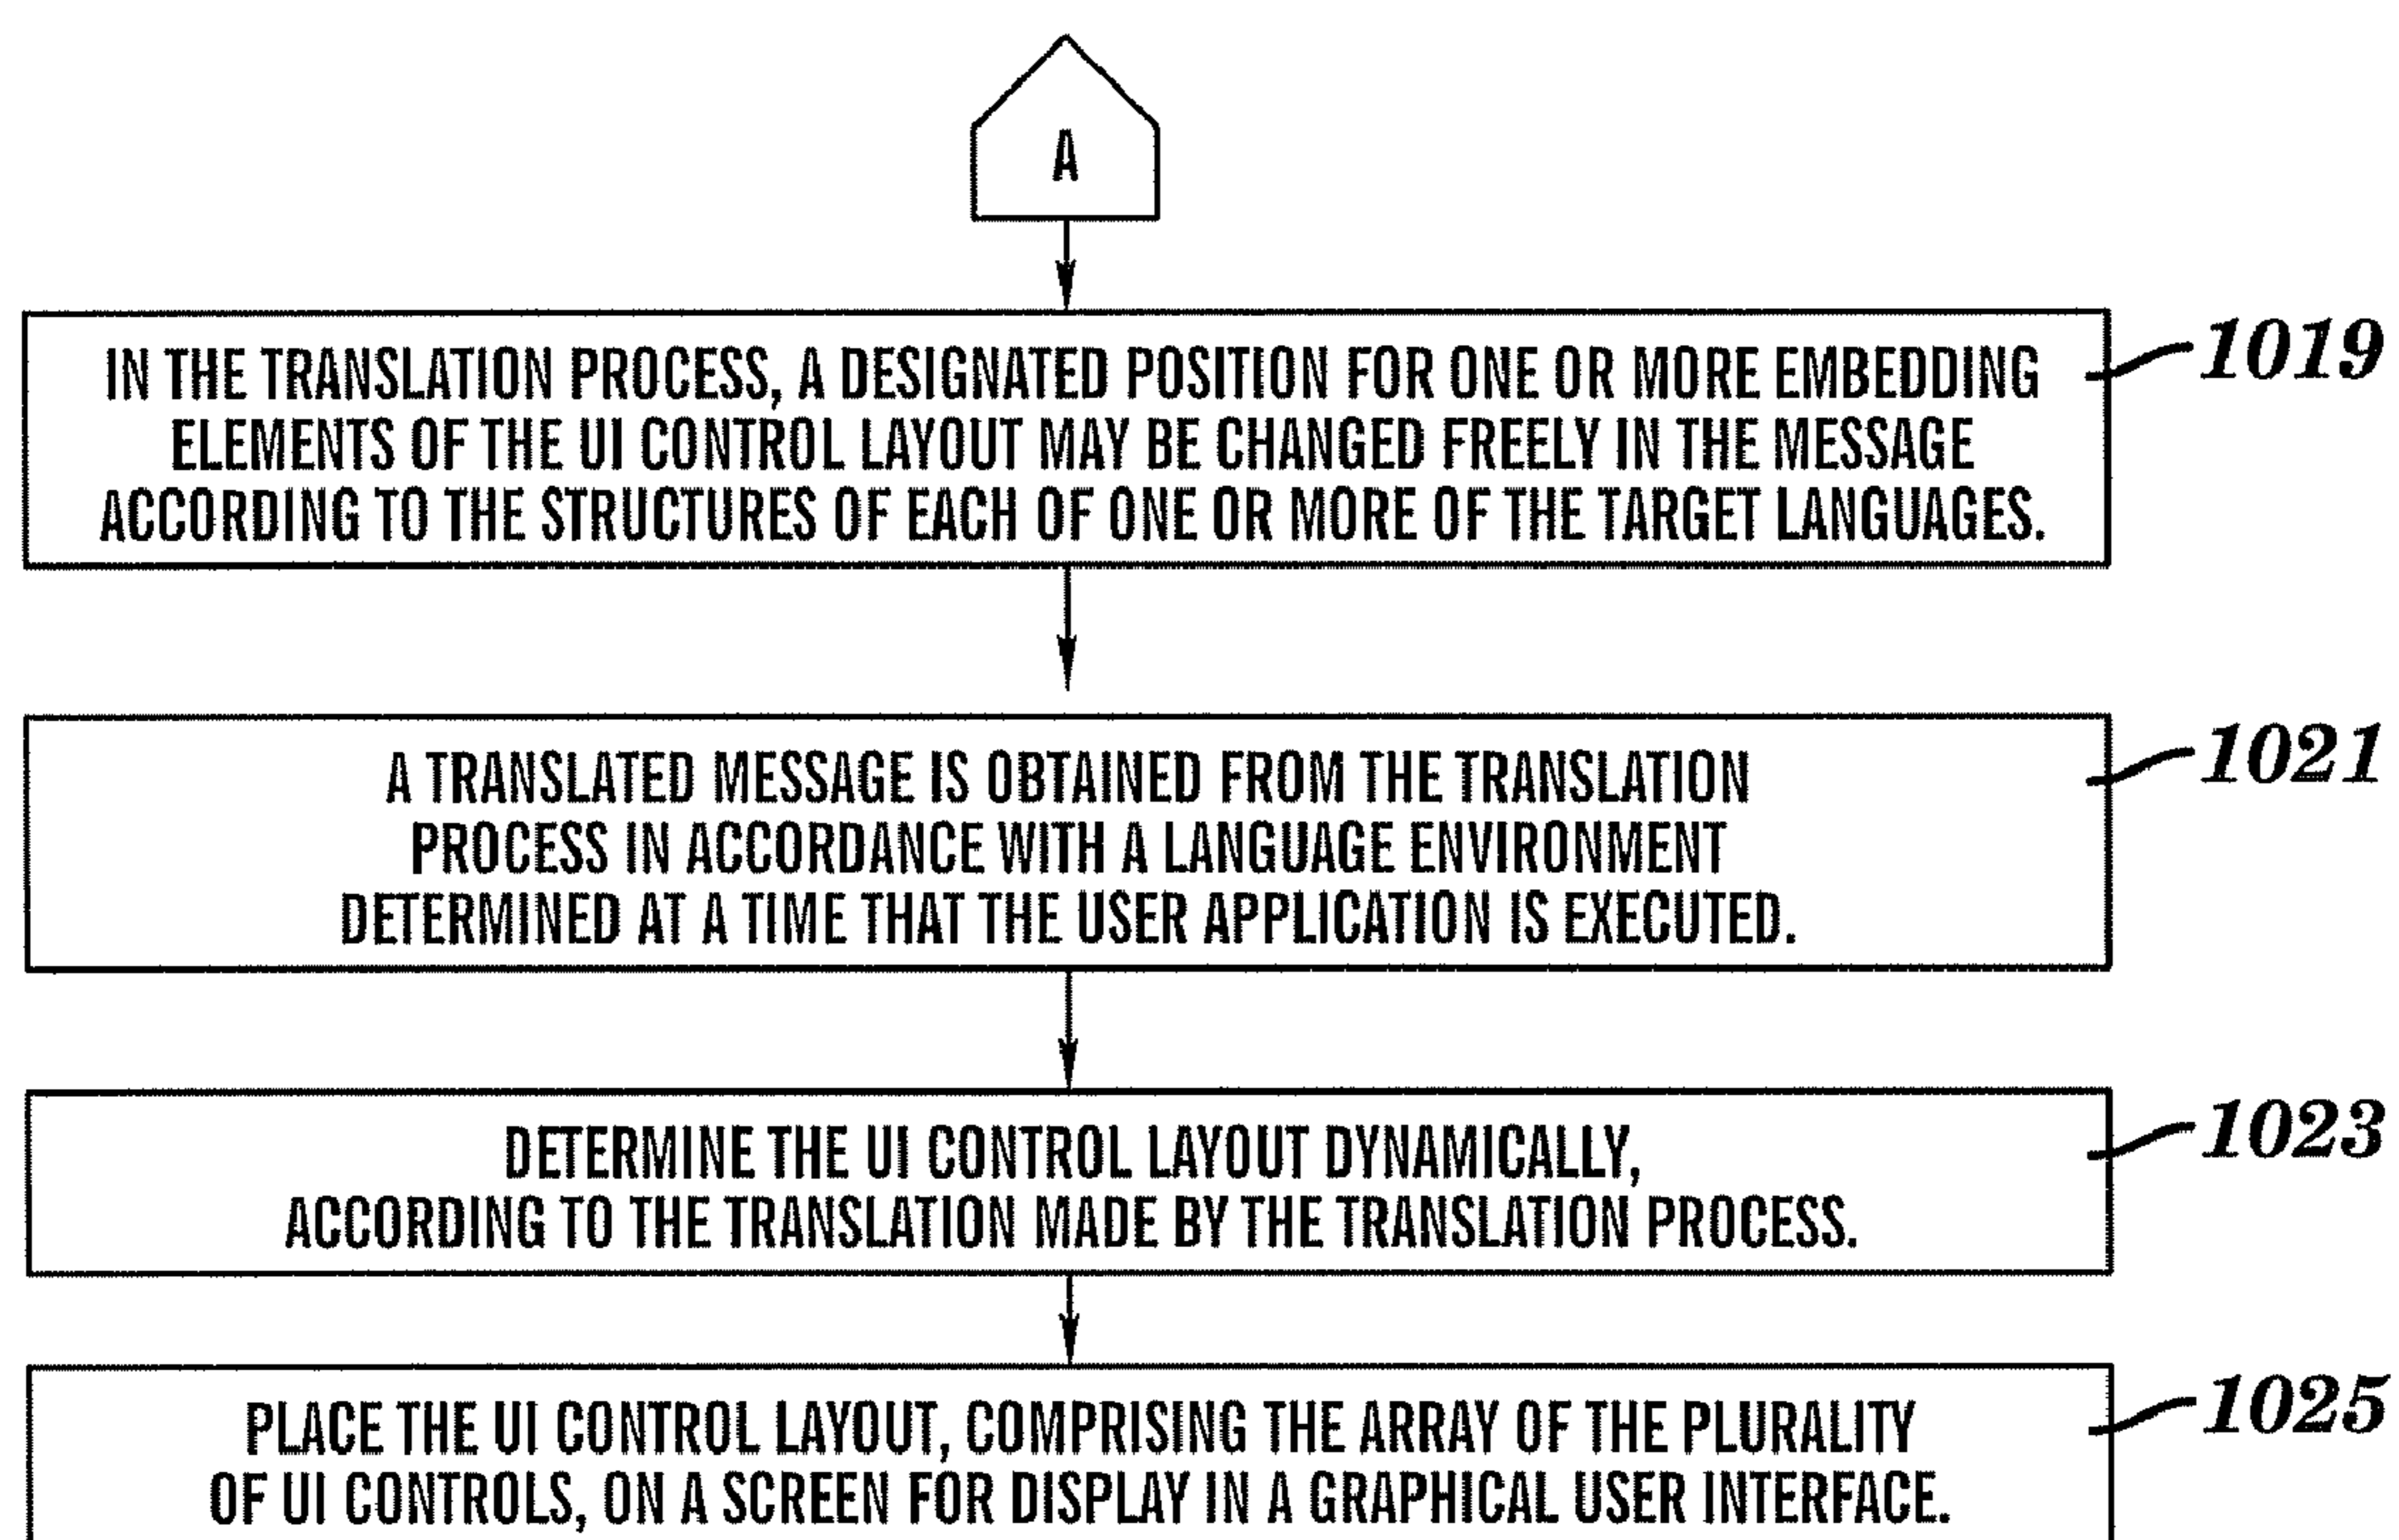 A
IN THE TRANSLATION PROCESS, A DESIGNATED POSITION FOR ONE OR MORE EMBEDDING
ELEMENTS OF THE UI CONTROL LAYOUT MAY BE CHANGED FREELY IN THE MESSAGE
ACCORDING TO THE STRUCTURES OF EACH OF ONE OR MORE OF THE TARGET LANGUAGES.
1019
A TRANSLATED MESSAGE IS OBTAINED FROM THE TRANSLATION
PROCESS IN ACCORDANCE WITH A LANGUAGE ENVIRONMENT
DETERMINED AT A TIME THAT THE USER APPLICATION IS EXECUTED.
1021
DETERMINE THE UI CONTROL LAYOUT DYNAMICALLY,
ACCORDING TO THE TRANSLATION MADE BY THE TRANSLATION PROCESS.
1023
PLACE THE UI CONTROL LAYOUT, COMPRISING THE ARRAY OF THE PLURALITY
OF UI CONTROLS, ON A SCREEN FOR DISPLAY IN A GRAPHICAL USER INTERFACE.
1025